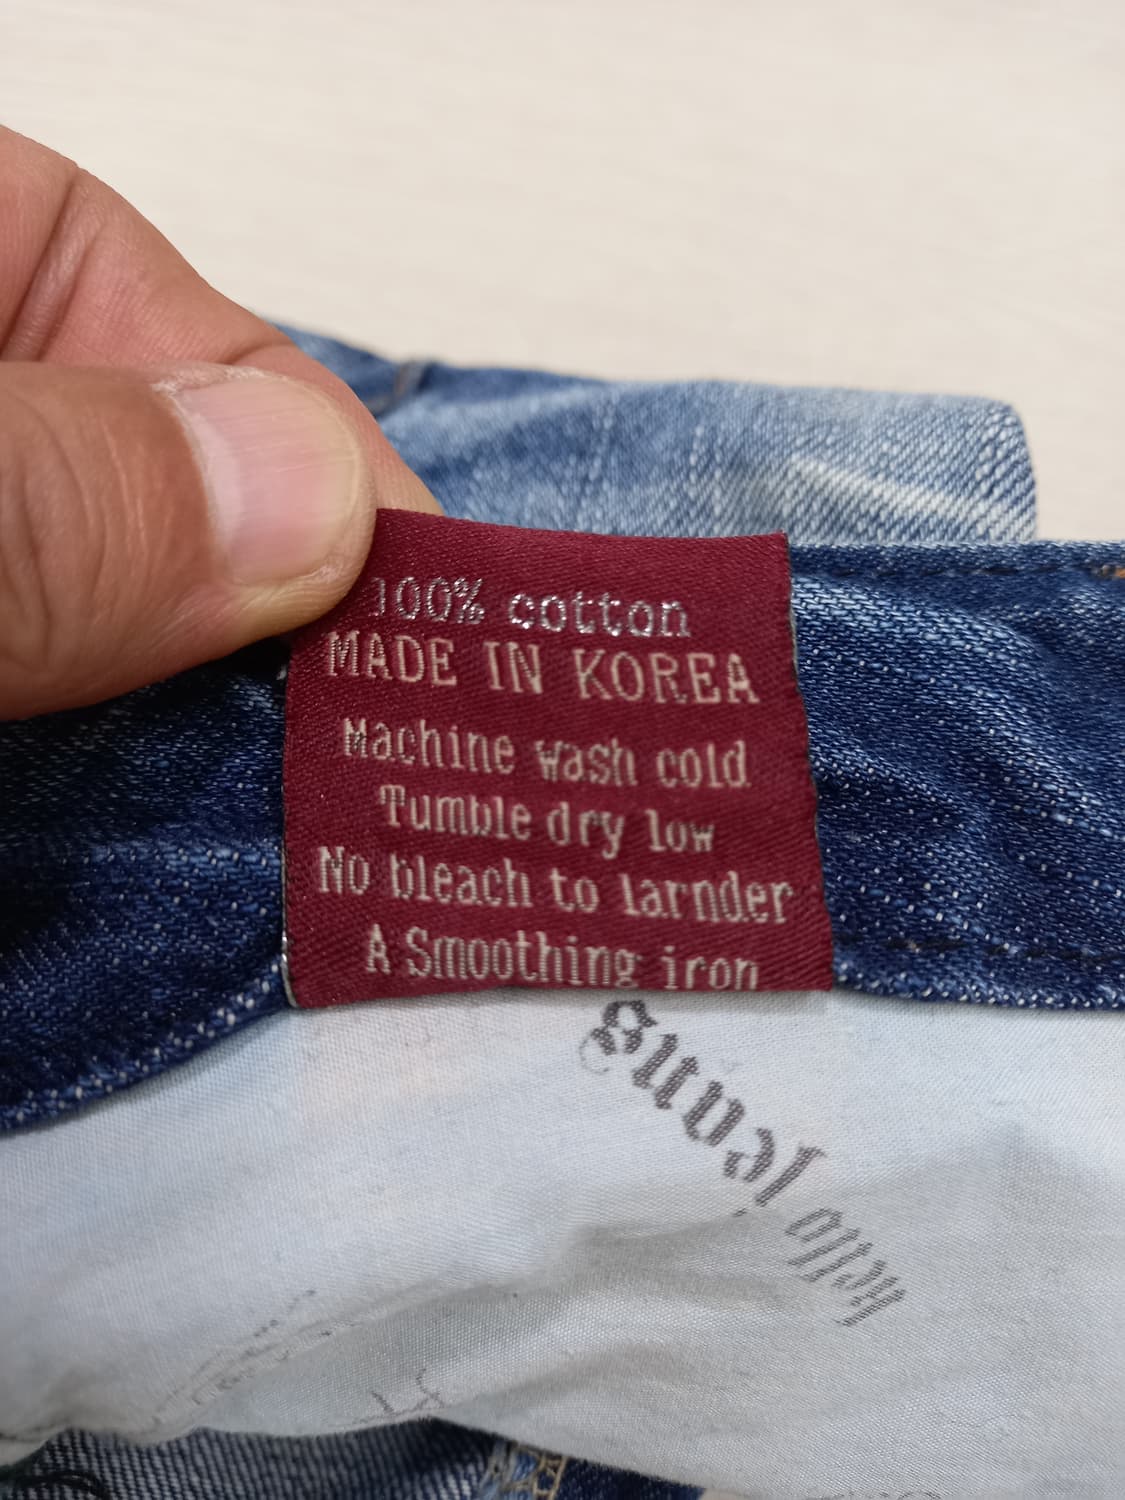 100% cotton
MADE IN KOREA
Machine wash cold
Tumble dry low
No bleach to larnder
A Smoothing iron